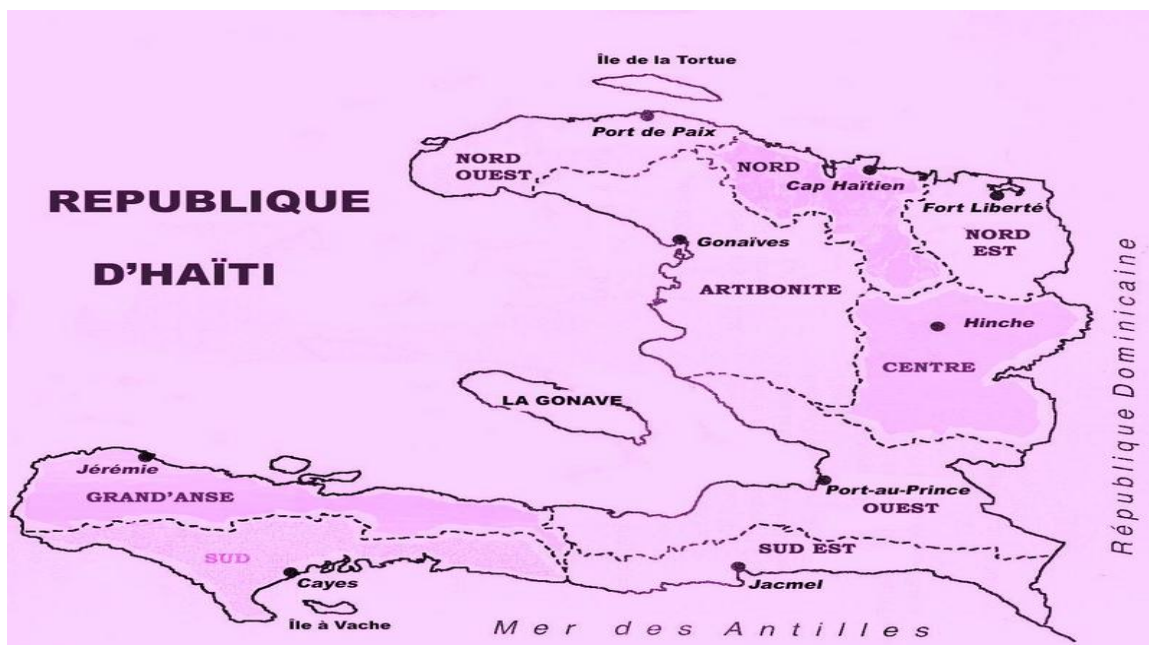 Île de la Tortue
Port de Paix
NORD
OUEST
NORD
Cap Haïtien
Fort Liberté
NORD
EST
REPUBLIQUE
D'HAÏTI
Gonaïves
ARTIBONITE
Hinche
CENTRE
République Dominicaine
LA GONAVE
Jérémie
GRAND'ANSE
Port-au-Prince
OUEST
SUD
SUD EST
Cayes
Jacmel
Île à Vache
Mer des Antilles